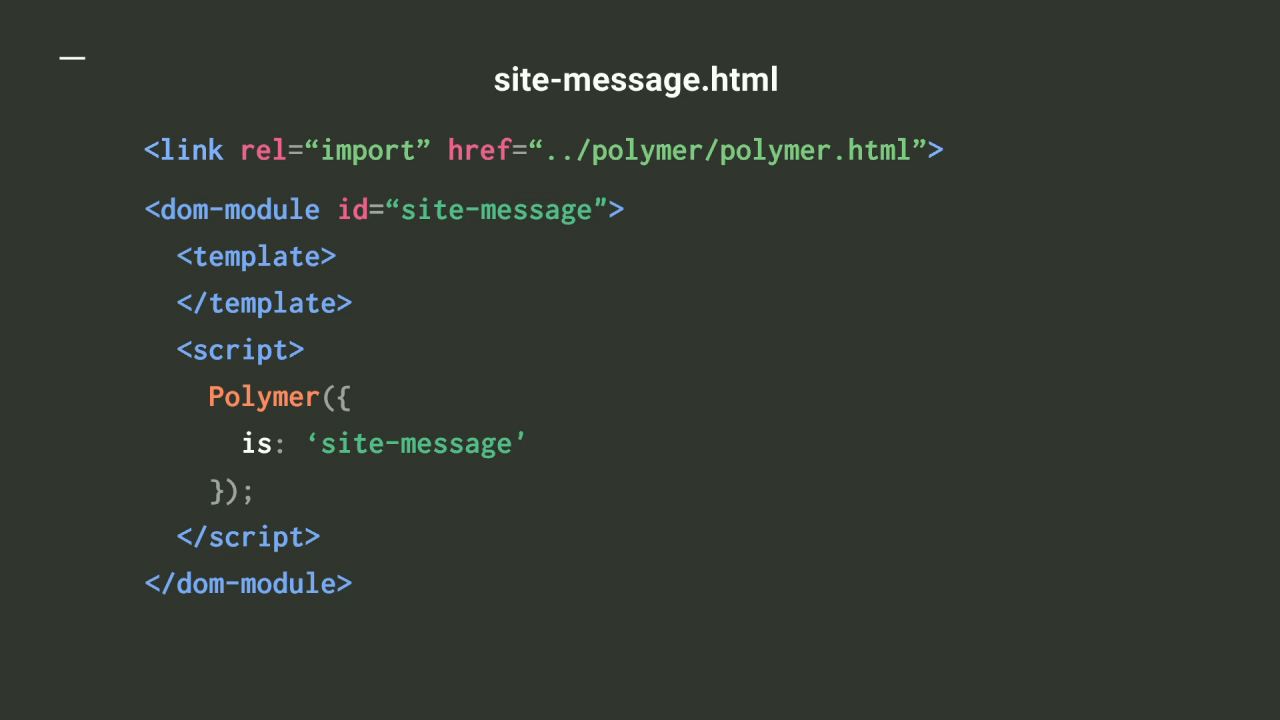 site-message.html
<link rel=“import” href=“../polymer/polymer.html”>
<dom-module id=“site-message">
<template>
</template>
<script>
Polymer({
is: ‘site-message'
});
</script>
</dom-module>